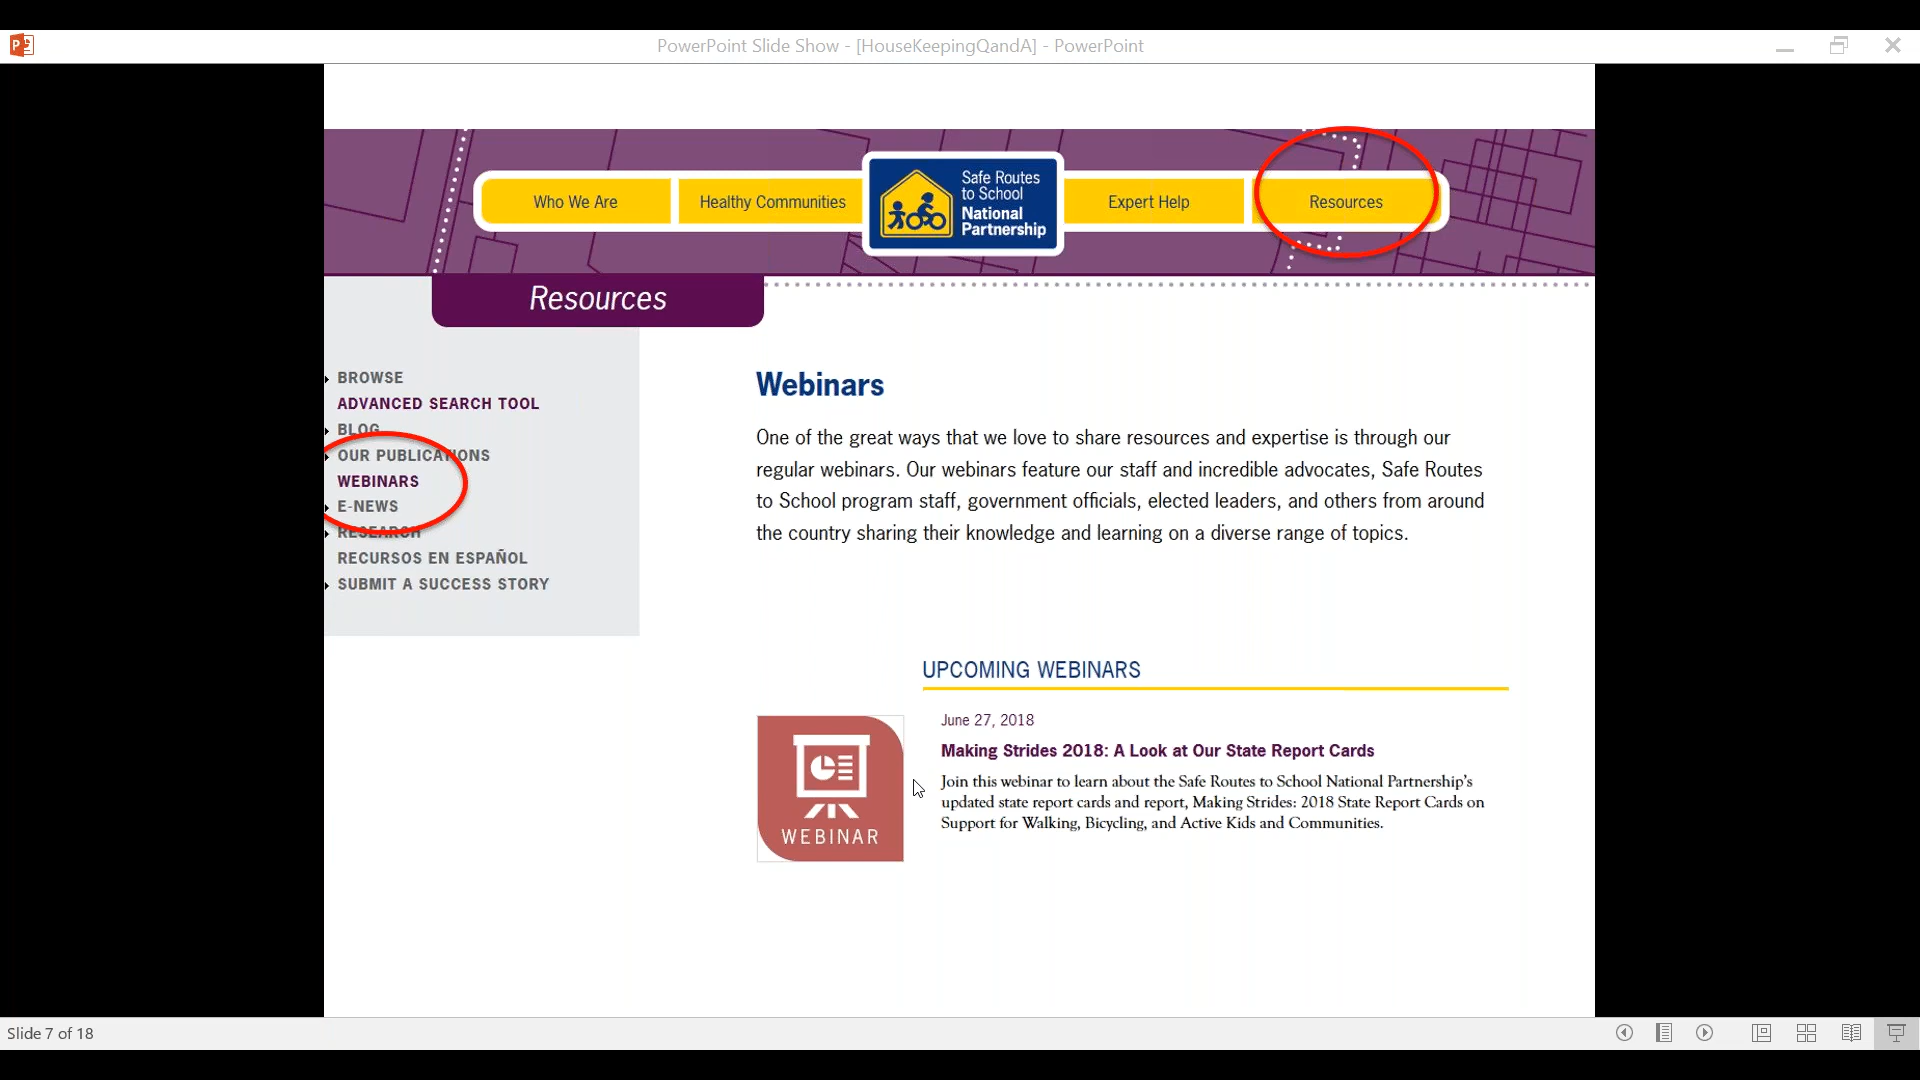 PowerPoint Slide Show - [HouseKeepingQandA] - PowerPoint
Who We Are
Healthy Communities
Safe Routes
to School
National
Partnership
Expert Help
Resources
Resources
BROWSE
ADVANCED SEARCH TOOL
BLOG
OUR PUBLICATIONS
WEBINARS
E-NEWS
RESEARCH
RECURSOS EN ESPAÑOL
SUBMIT A SUCCESS STORY
Webinars
One of the great ways that we love to share resources and expertise is through our
regular webinars. Our webinars feature our staff and incredible advocates, Safe Routes
to School program staff, government officials, elected leaders, and others from around
the country sharing their knowledge and learning on a diverse range of topics.
UPCOMING WEBINARS
WEBINAR
June 27, 2018
Making Strides 2018: A Look at Our State Report Cards
Join this webinar to learn about the Safe Routes to School National Partnership's
updated state report cards and report, Making Strides: 2018 State Report Cards on
Support for Walking, Bicycling, and Active Kids and Communities.
Slide 7 of 18